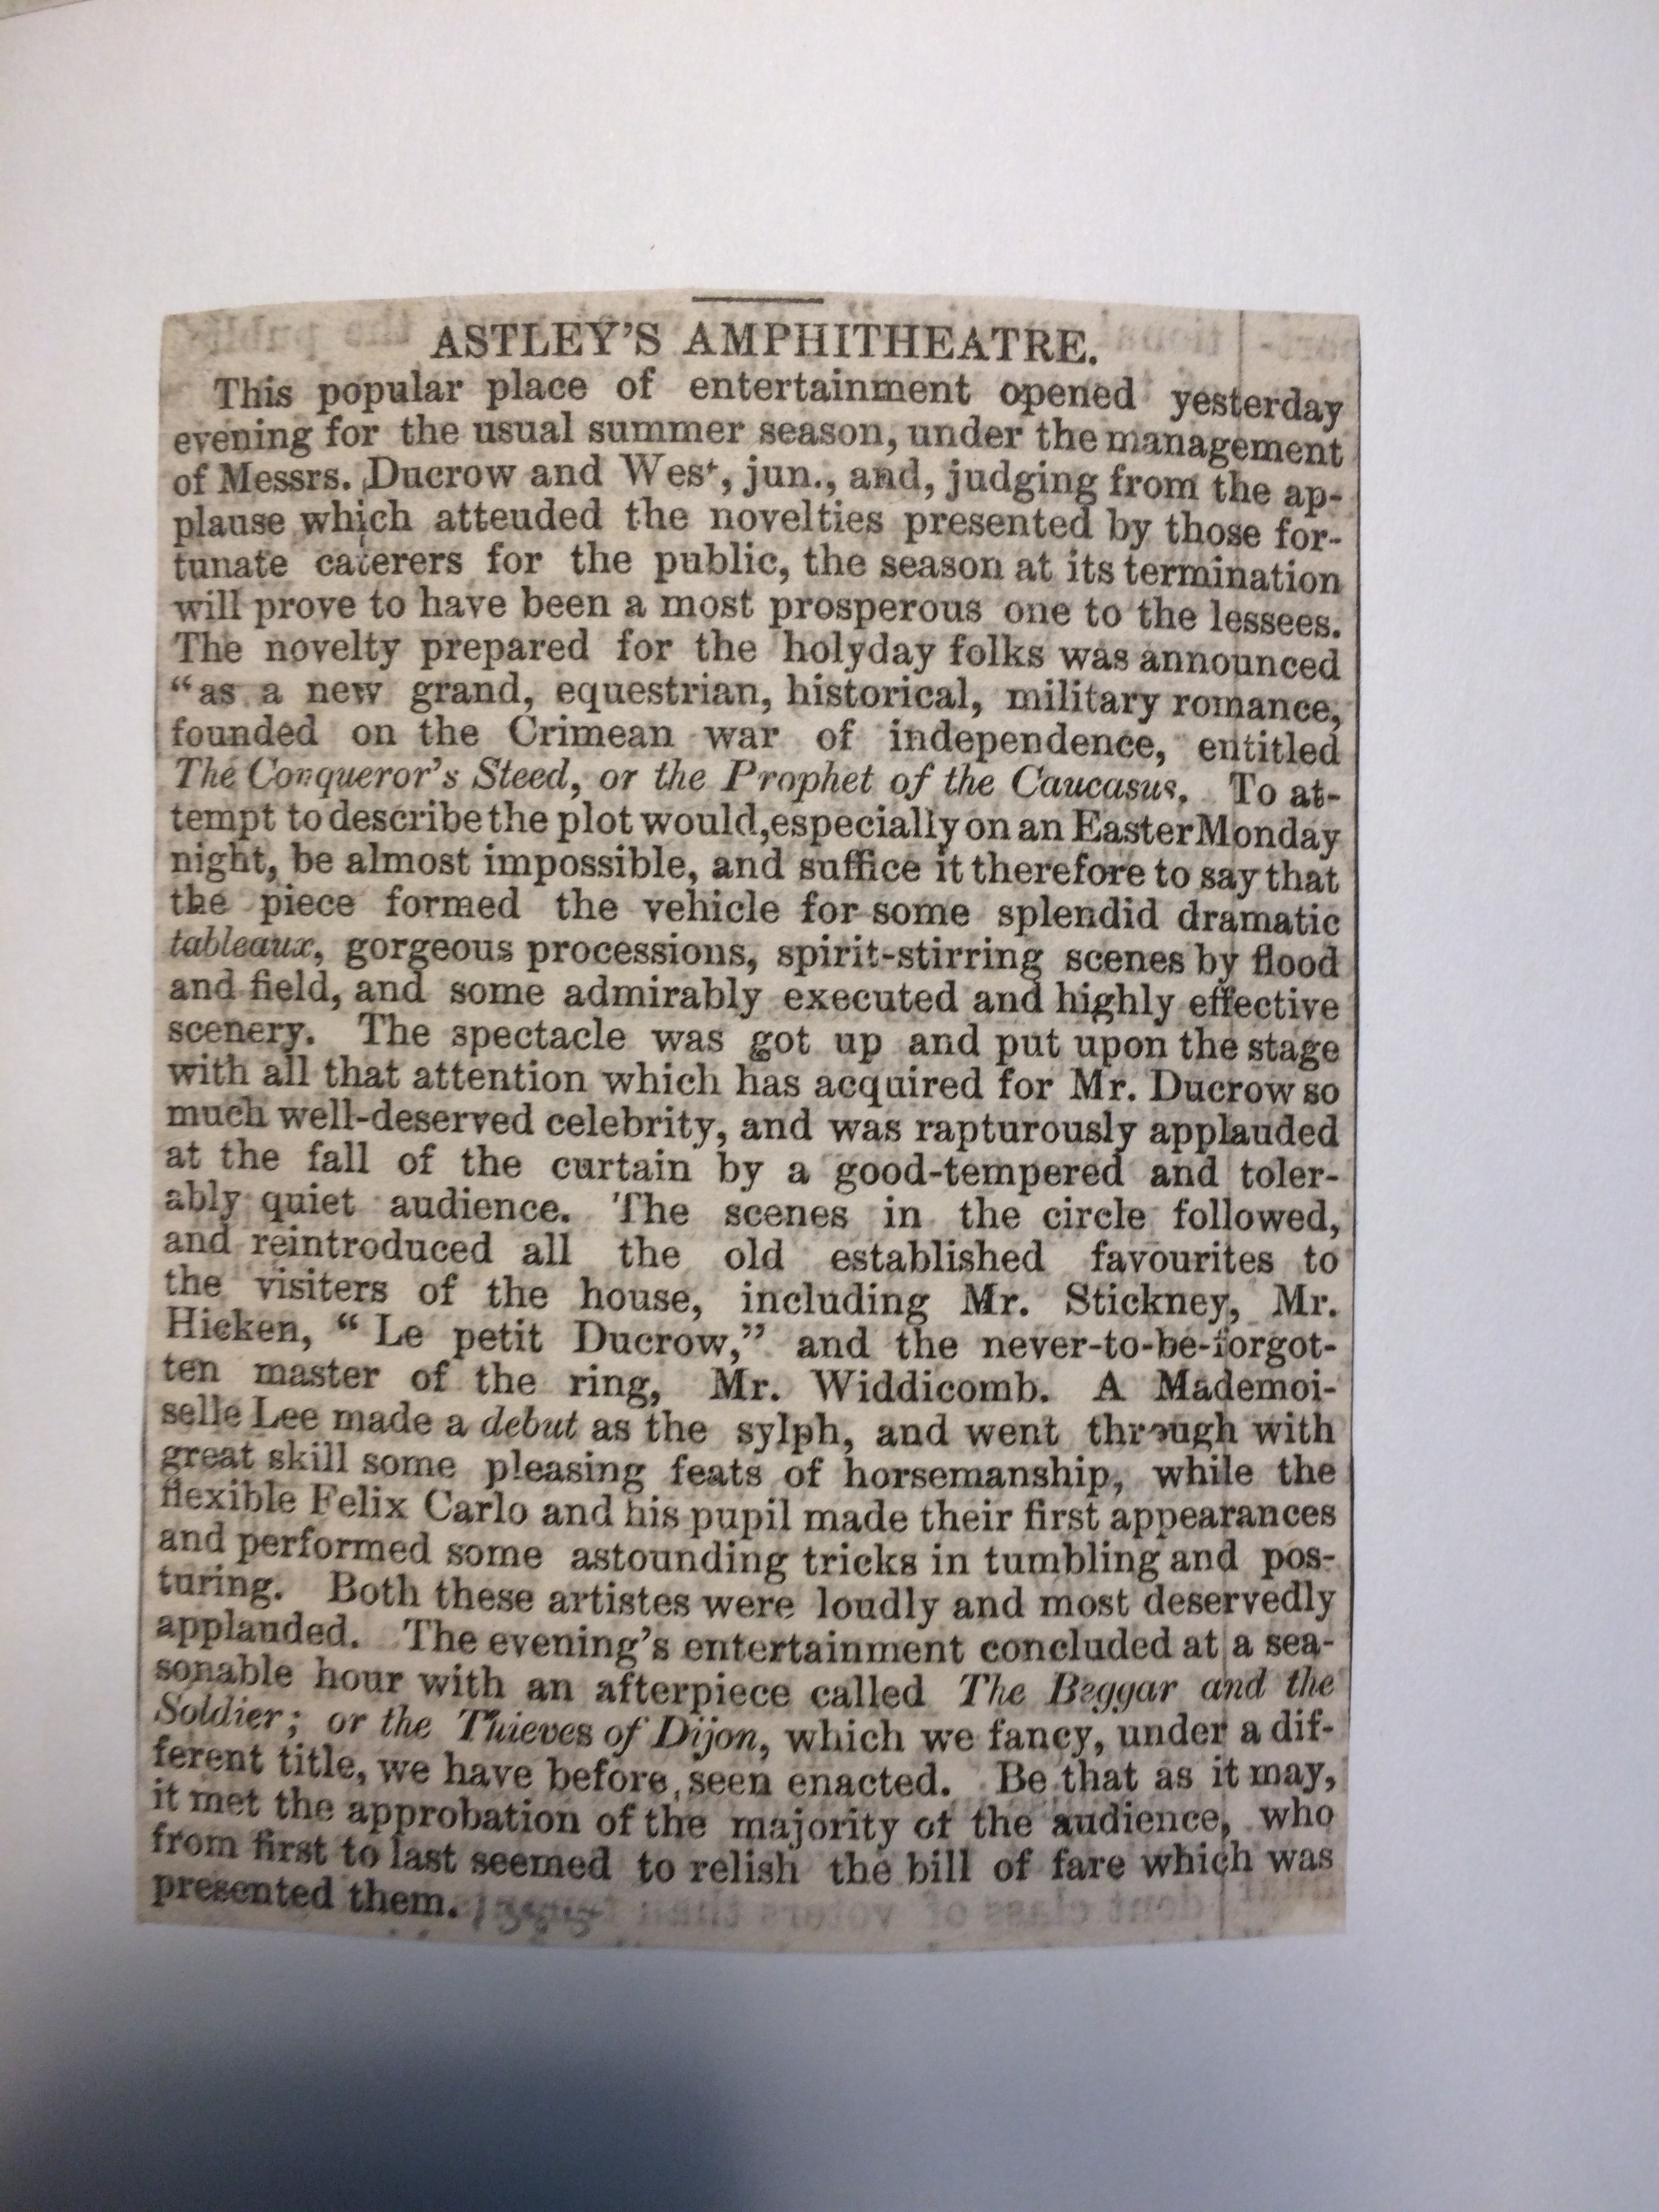 ASTLEY'S AMPHITHEATRE.
This popular place of entertainment opened yesterday
evening for the usual summer season, under the management
of Messrs. Ducrow and West, jun., and, judging from the ap-
plause which atteuded the novelties presented by those for-
tunate caterers for the public, the season at its termination
will prove to have been a most prosperous one to the lessees.
The novelty prepared for the holyday folks was announced
“as a new grand, equestrian, historical, military romance,
founded on the Crimean war of independence, entitled
The Conqueror's Steed, or the Prophet of the Caucasus. To at-
tempt to describe the plot would, especially on an Easter Monday
night, be almost impossible, and suffice it therefore to say that
the piece formed the vehicle for some splendid dramatic
tableaux, gorgeous processions, spirit-stirring scenes by flood
and field, and some admirably executed and highly effective
scenery. The spectacle was got up and put upon the stage
with all that attention which has acquired for Mr. Ducrow so
much well-deserved celebrity, and was rapturously applauded
at the fall of the curtain by a good-tempered and toler-
ably quiet audience. The scenes in the circle followed,
and reintroduced all the old established favourites to
the visiters of the house, including Mr. Stickney, Mr.
Hicken, “Le petit Ducrow,” and the never-to-be-forgot-
ten master of the ring, Mr. Widdicomb. A Mademoi-
selle Lee made a debut as the sylph, and went through with
great skill some pleasing feats of horsemanship, while the
flexible Felix Carlo and his pupil made their first appearances
and performed some astounding tricks in tumbling and pos-
turing. Both these artistes were loudly and most deservedly
applauded. The evening's entertainment concluded at a sea-
sonable hour with an afterpiece called The Beggar and the
Soldier; or the Thieves of Dijon, which we fancy, under a dif-
ferent title, we have before seen enacted. Be that as it may,
it met the approbation of the majority of the audience, who
from first to last seemed to relish the bill of fare which was
presented them.